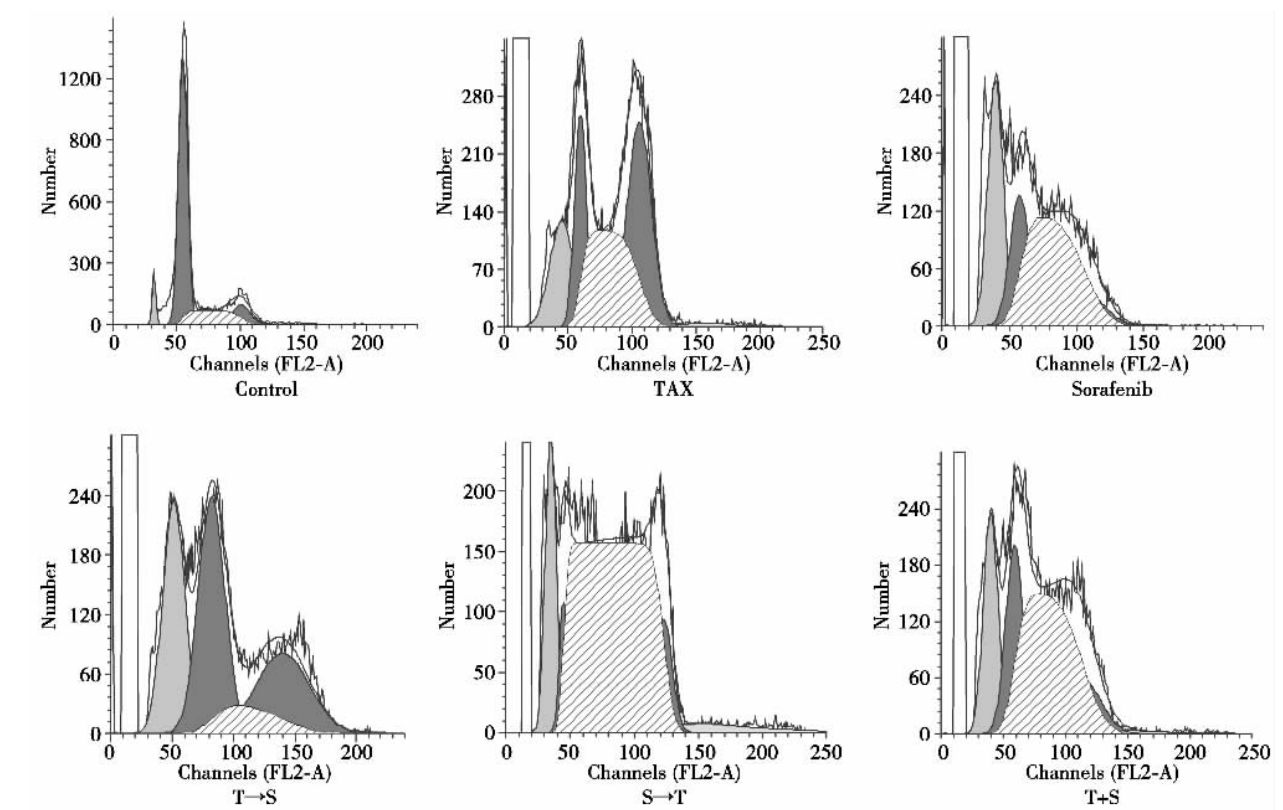 Number
1200
800
600
300
0
0 50 100 150 200
Channels (FL2-A)
Control
Number
280
210
140
70
0
0 50 100 150 200 250
Channels (FL2-A)
TAX
Number
240
180
120
60
0
0 50 100 150 200
Channels (FL2-A)
Sorafenib
Number
240
180
120
60
0
0 50 100 150 200
Channels (FL2-A)
T→S
Number
200
150
100
50
0
0 50 100 150 200 250
Channels (FL2-A)
S→T
Number
240
180
120
60
0
0 50 100 150 200 250
Channels (FL2-A)
T+S